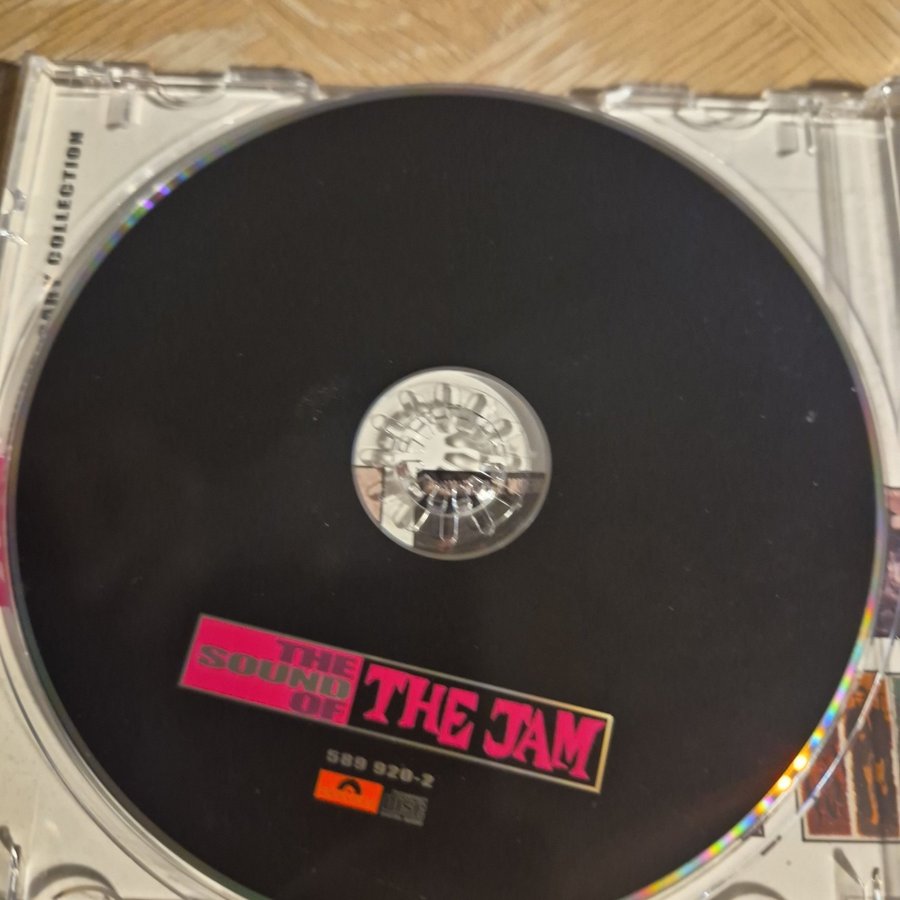 COLLECTION
THE
SOUND
OF
THE JAM
589 920-2